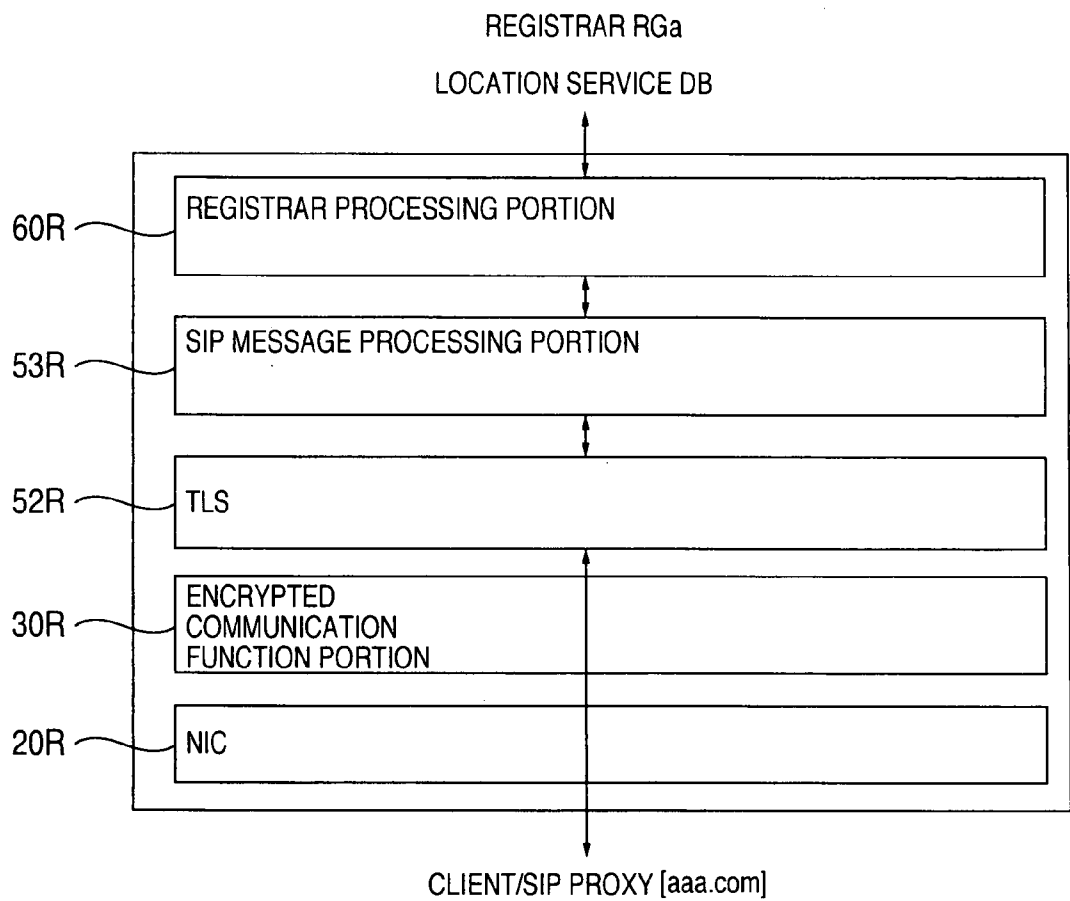 REGISTRAR RGa
LOCATION SERVICE DB
60R
REGISTRAR PROCESSING PORTION
53R
SIP MESSAGE PROCESSING PORTION
52R
TLS
30R
ENCRYPTED
COMMUNICATION
FUNCTION PORTION
20R
NIC
CLIENT/SIP PROXY [aaa.com]